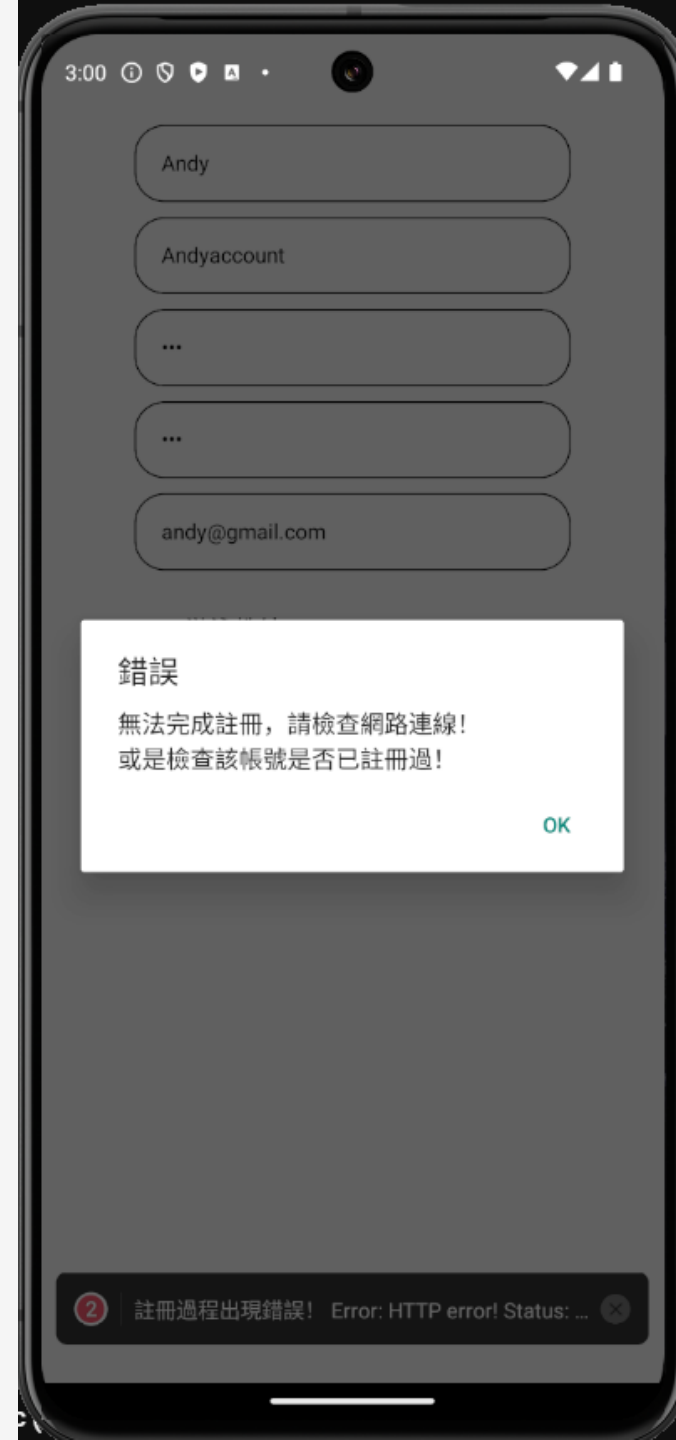 3:00
Andy
Andyaccount
•••
•••
andy@gmail.com
錯誤
無法完成註冊，請檢查網路連線！
或是檢查該帳號是否已註冊過！
OK
2 註冊過程出現錯誤！ Error: HTTP error! Status: ...